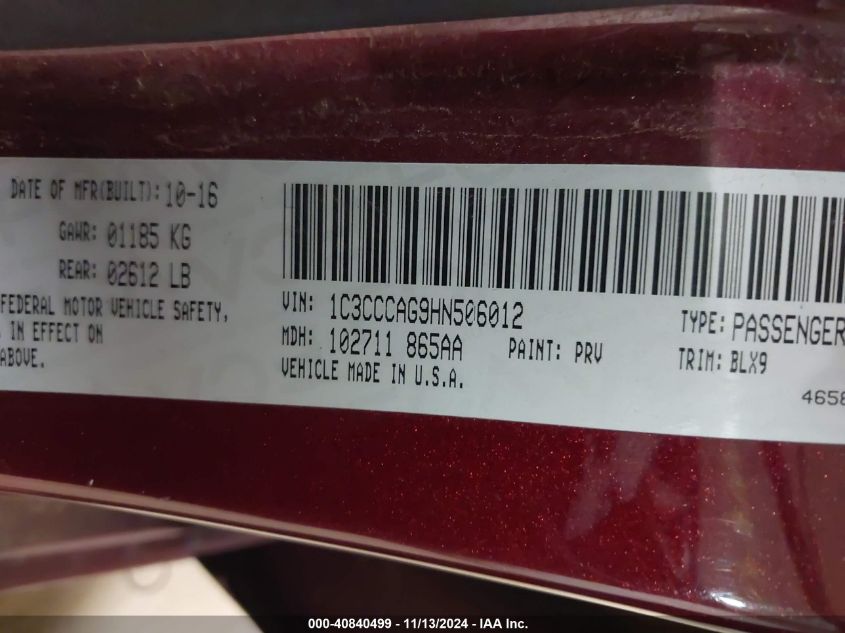 DATE OF MFR(BUILT): 10-16
GAWR: 01185 KG
REAR: 02612 LB
FEDERAL MOTOR VEHICLE SAFETY,
IN EFFECT ON
ABOVE.
VIN: 1C3CCCAG9HN506012
TYPE: PASSENGER
MDH: 102711 865AA
PAINT: PRV
TRIM: BLX9
VEHICLE MADE IN U.S.A.
4658
000-40840499 - 11/13/2024 - IAA Inc.